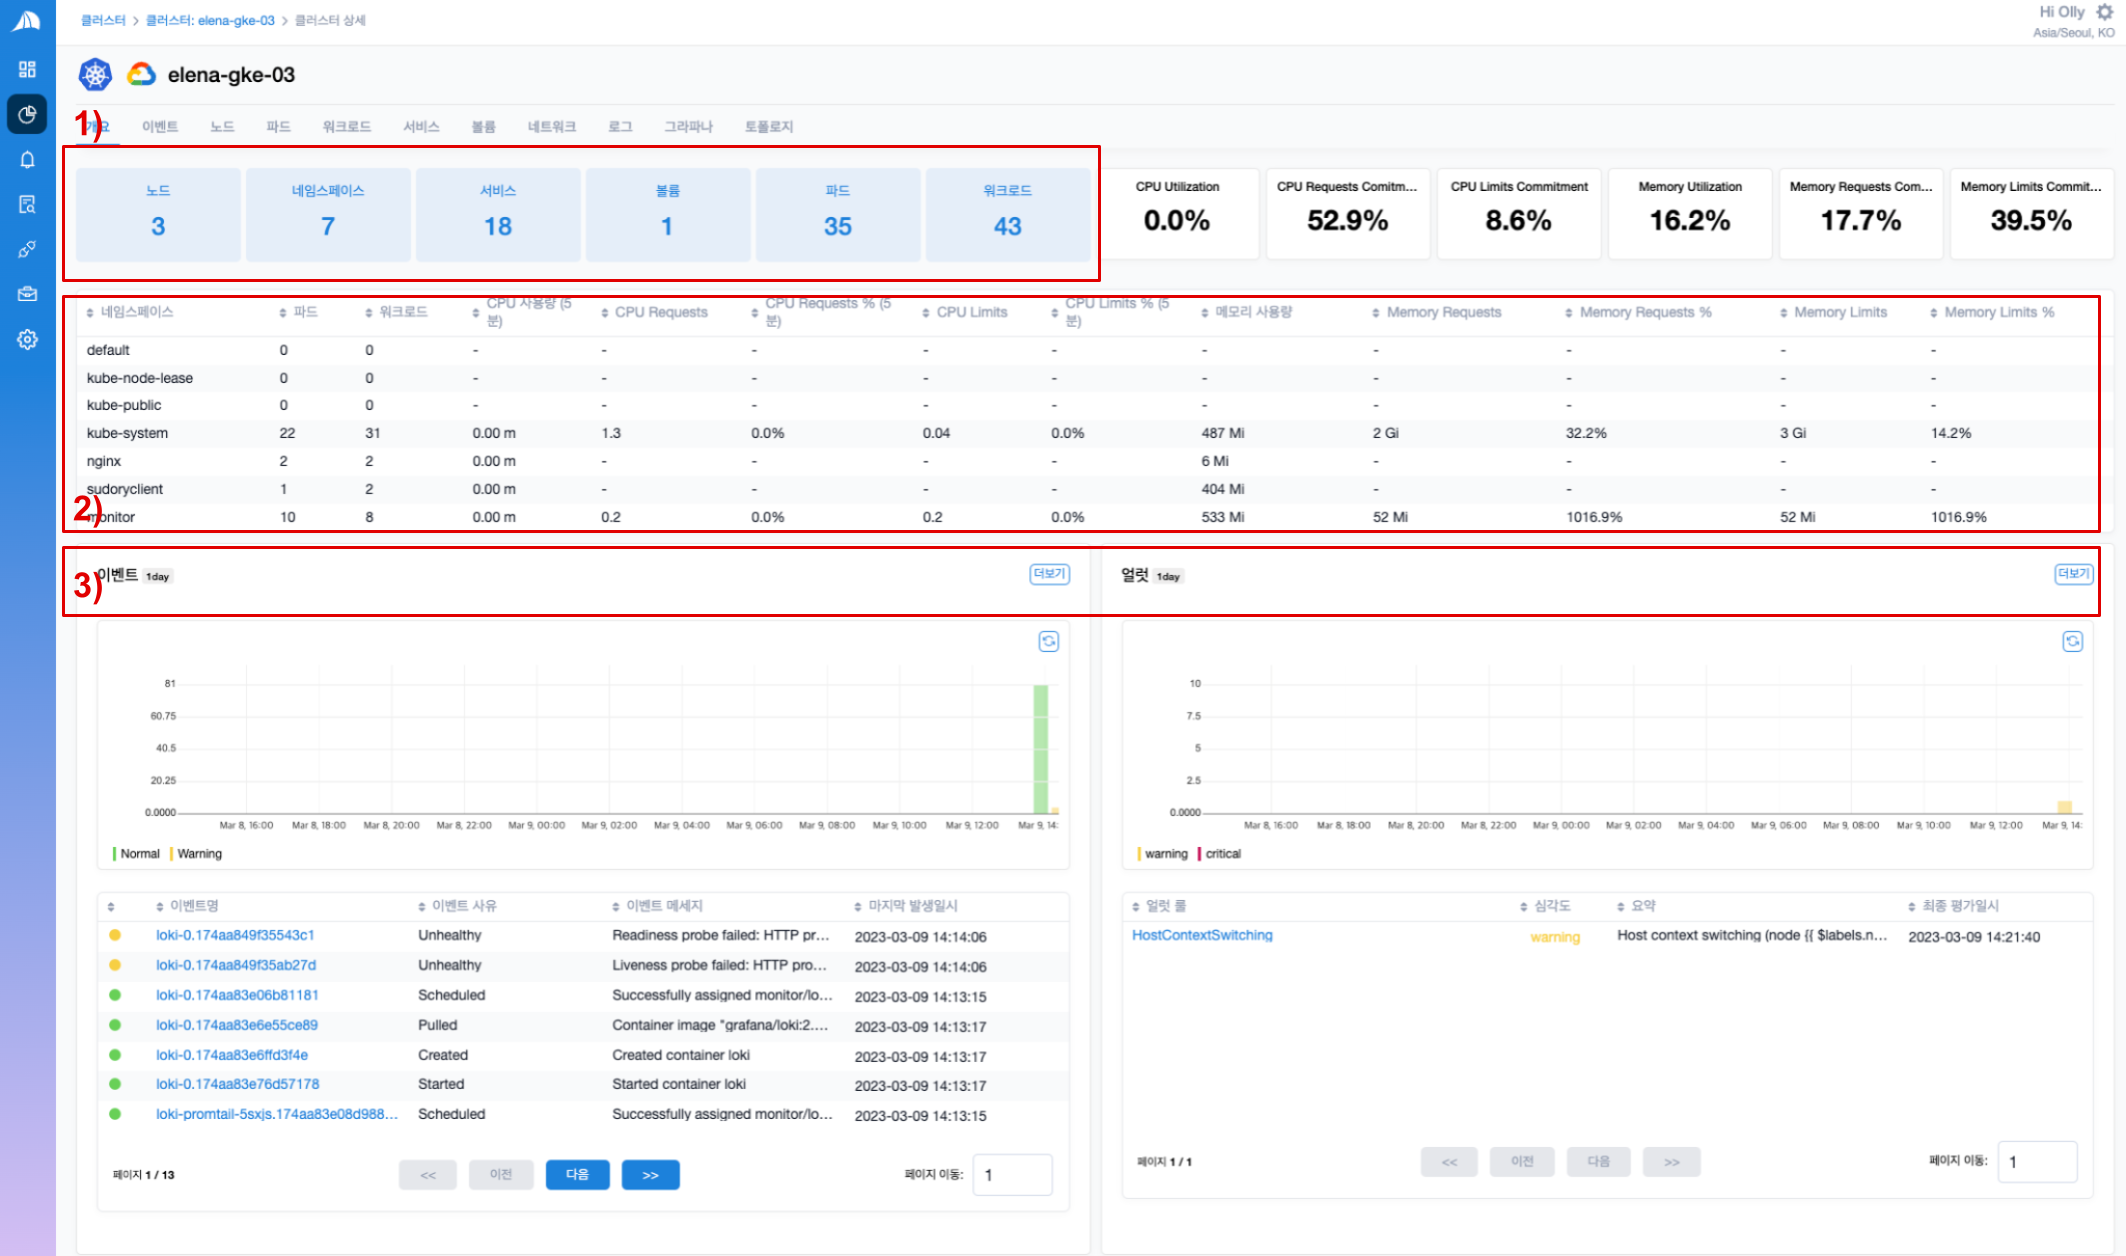 클러스터 > 클러스터: elena-gke-03 > 클러스터 상세
Hi Olly
Asia/Seoul, KO
elena-gke-03
1)
개요 이벤트 노드 파드 워크로드 서비스 볼륨 네트워크 로그 그라파나 토폴로지
노드 네임스페이스 서비스 볼륨 파드 워크로드
3 7 18 1 35 43
CPU Utilization CPU Requests Comitm... CPU Limits Commitment Memory Utilization Memory Requests Com... Memory Limits Commit...
0.0% 52.9% 8.6% 16.2% 17.7% 39.5%
네임스페이스 파드 워크로드 CPU 사용량 (5분) CPU Requests CPU Requests % (5분) CPU Limits CPU Limits % (5분) 메모리 사용량 Memory Requests Memory Requests % Memory Limits Memory Limits %
default 0 0 - - - - - - - - - -
kube-node-lease 0 0 - - - - - - - - - -
kube-public 0 0 - - - - - - - - - -
kube-system 22 31 0.00 m 1.3 0.0% 0.04 0.0% 487 Mi 2 Gi 32.2% 3 Gi 14.2%
nginx 2 2 0.00 m - - - - 6 Mi - - - -
sudoryclient 1 2 0.00 m - - - - 404 Mi - - - -
2)
monitor 10 8 0.00 m 0.2 0.0% 0.2 0.0% 533 Mi 52 Mi 1016.9% 52 Mi 1016.9%
3)
이벤트 1day 더보기
81
60.75
40.5
20.25
0.0000
Mar 8, 16:00 Mar 8, 18:00 Mar 8, 20:00 Mar 8, 22:00 Mar 9, 00:00 Mar 9, 02:00 Mar 9, 04:00 Mar 9, 06:00 Mar 9, 08:00 Mar 9, 10:00 Mar 9, 12:00 Mar 9, 14:
Normal Warning
이벤트명 이벤트 사유 이벤트 메세지 마지막 발생일시
loki-0.174aa849f35543c1 Unhealthy Readiness probe failed: HTTP pr... 2023-03-09 14:14:06
loki-0.174aa849f35ab27d Unhealthy Liveness probe failed: HTTP pro... 2023-03-09 14:14:06
loki-0.174aa83e06b81181 Scheduled Successfully assigned monitor/lo... 2023-03-09 14:13:15
loki-0.174aa83e6e55ce89 Pulled Container image "grafana/loki:2.... 2023-03-09 14:13:17
loki-0.174aa83e6ffd3f4e Created Created container loki 2023-03-09 14:13:17
loki-0.174aa83e76d57178 Started Started container loki 2023-03-09 14:13:17
loki-promtail-5sxjs.174aa83e08d988... Scheduled Successfully assigned monitor/lo... 2023-03-09 14:13:15
페이지 1 / 13 << 이전 다음 >> 페이지 이동: 1
얼럿 1day 더보기
10
7.5
5
2.5
0.0000
Mar 8, 16:00 Mar 8, 18:00 Mar 8, 20:00 Mar 8, 22:00 Mar 9, 00:00 Mar 9, 02:00 Mar 9, 04:00 Mar 9, 06:00 Mar 9, 08:00 Mar 9, 10:00 Mar 9, 12:00 Mar 9, 14:
warning critical
얼럿 룰 심각도 요약 최종 평가일시
HostContextSwitching warning Host context switching (node {{ $labels.n... 2023-03-09 14:21:40
페이지 1 / 1 << 이전 다음 >> 페이지 이동: 1